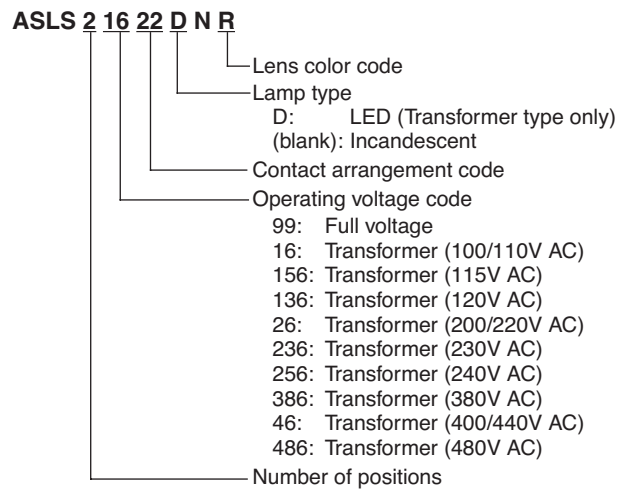 ASLS 2 16 22 D N R
Lens color code
Lamp type
D: LED (Transformer type only)
(blank): Incandescent
Contact arrangement code
Operating voltage code
99: Full voltage
16: Transformer (100/110V AC)
156: Transformer (115V AC)
136: Transformer (120V AC)
26: Transformer (200/220V AC)
236: Transformer (230V AC)
256: Transformer (240V AC)
386: Transformer (380V AC)
46: Transformer (400/440V AC)
486: Transformer (480V AC)
Number of positions